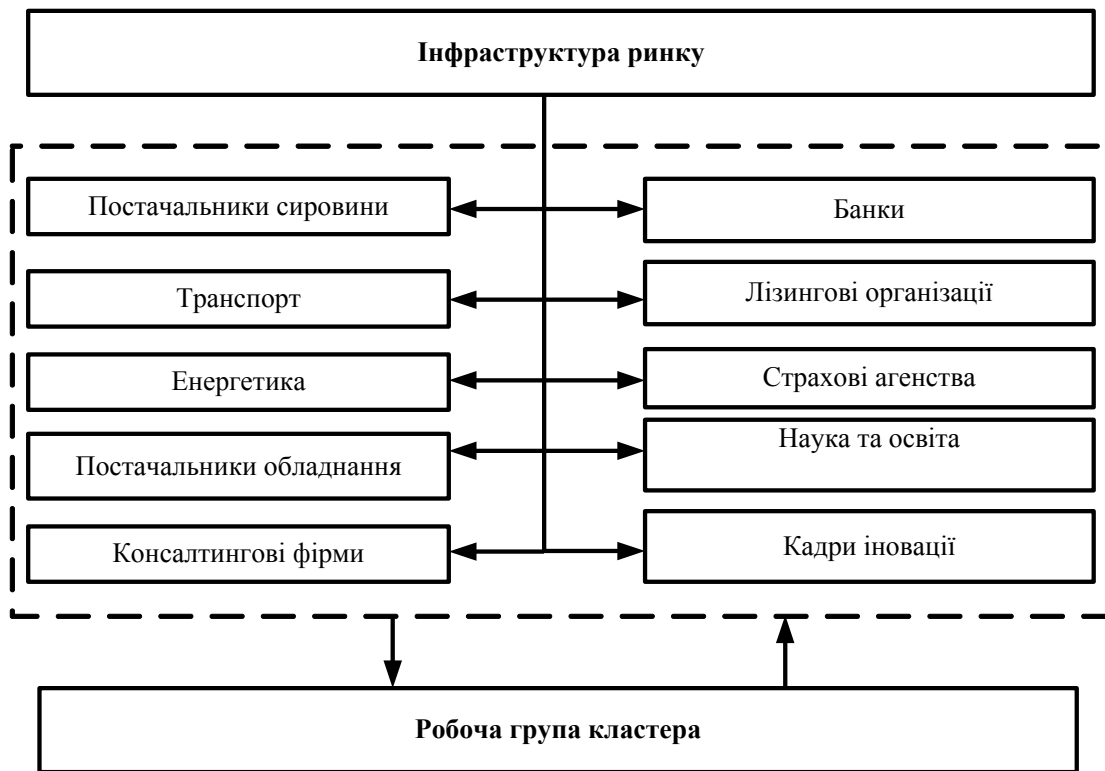 Інфраструктура ринку
Постачальники сировини
Банки
Транспорт
Лізингові організації
Енергетика
Страхові агенства
Постачальники обладнання
Наука та освіта
Консалтингові фірми
Кадри іновації
Робоча група кластера